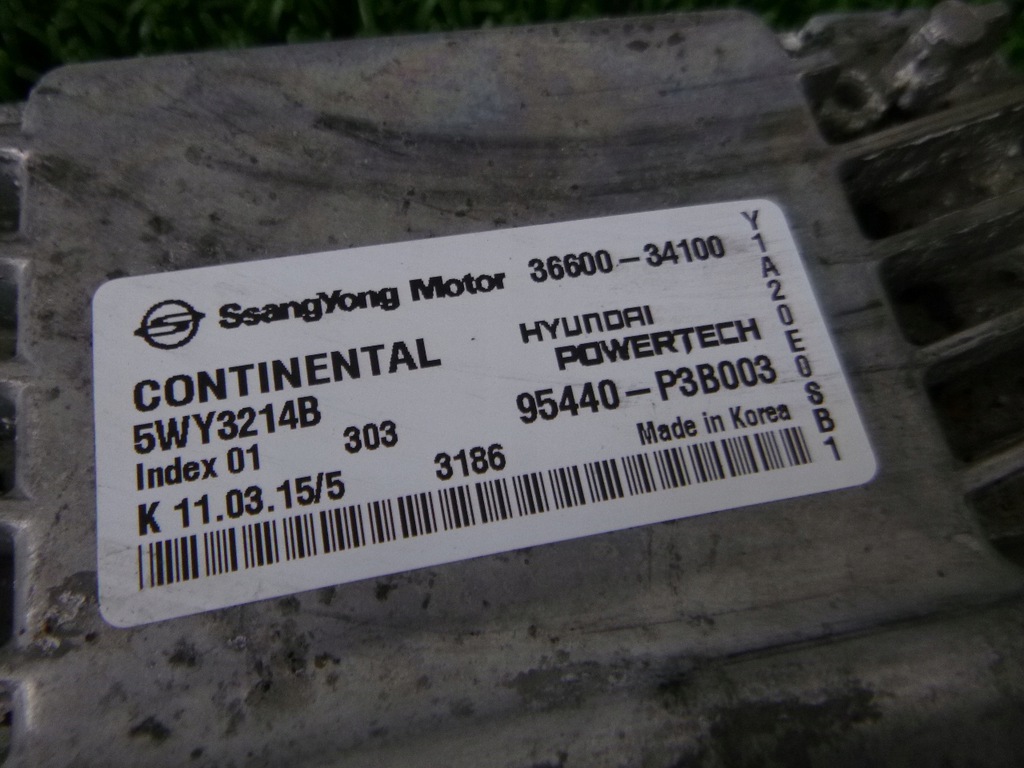 SsangYong Motor 36600-34100
CONTINENTAL
HYUNDAI
POWERTECH
5WY3214B
95440-P3B003
Index 01 303
Made in Korea
K 11.03.15/5 3186
Y1A20E0SB1